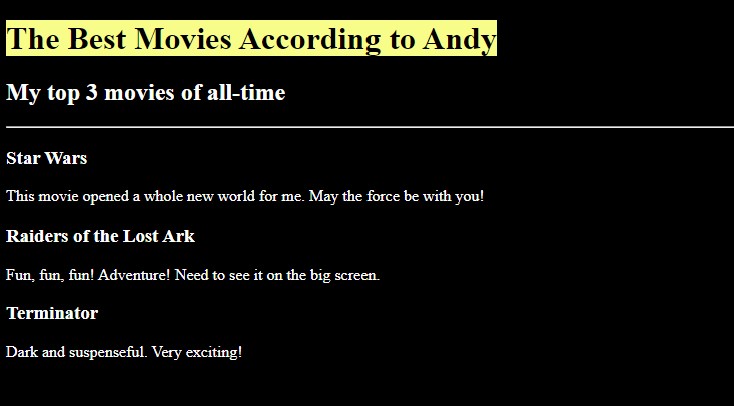 The Best Movies According to Andy
My top 3 movies of all-time
Star Wars
This movie opened a whole new world for me. May the force be with you!
Raiders of the Lost Ark
Fun, fun, fun! Adventure! Need to see it on the big screen.
Terminator
Dark and suspenseful. Very exciting!